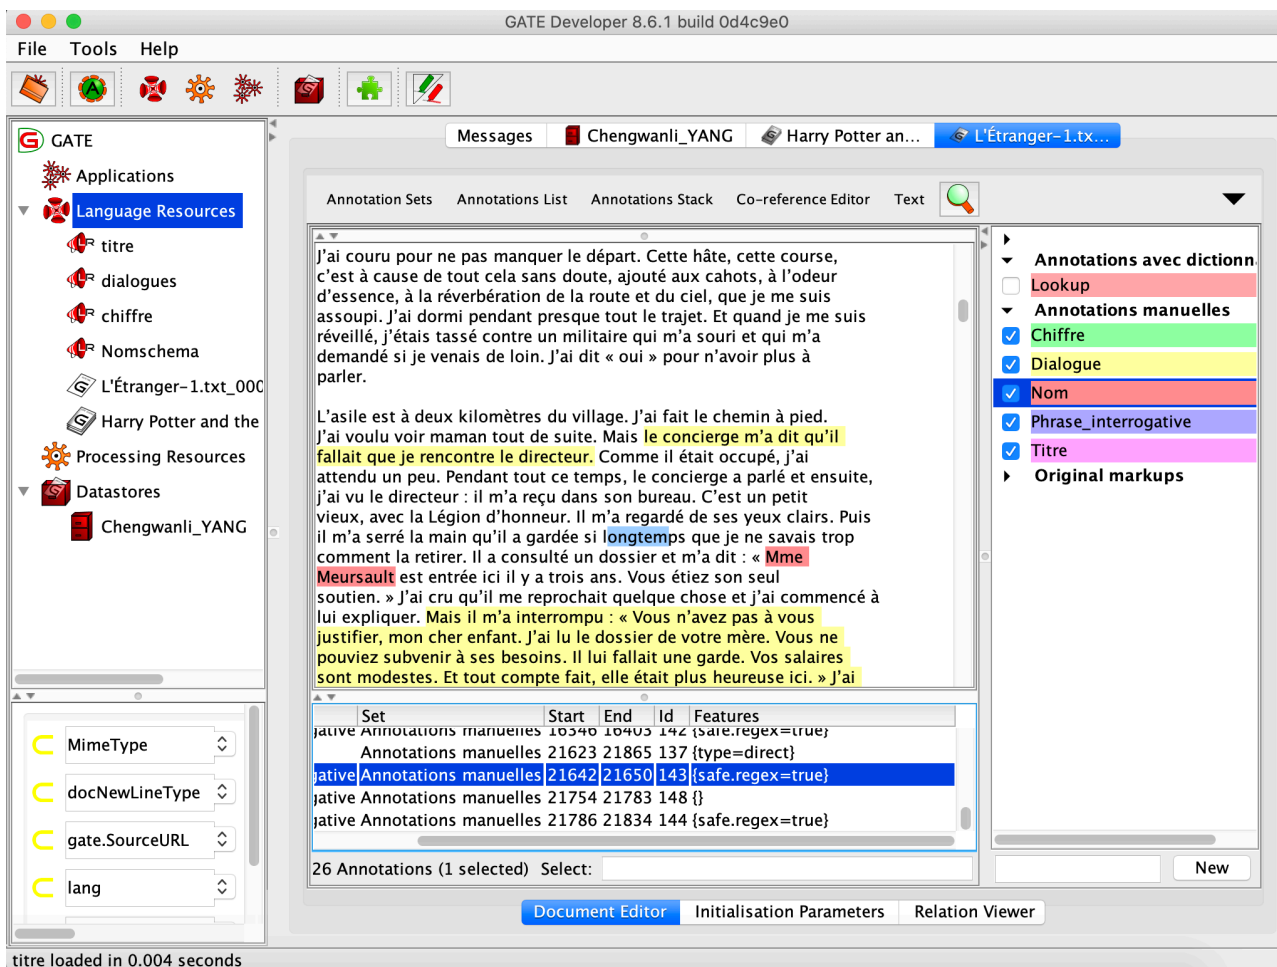 GATE Developer 8.6.1 build 0d4c9e0
File Tools Help
GATE
Applications
Language Resources
titre
dialogues
chiffre
Nomschema
L'Étranger-1.txt_000
Harry Potter and the
Processing Resources
Datastores
Chengwanli_YANG
MimeType
docNewLineType
gate.SourceURL
lang
Messages Chengwanli_YANG Harry Potter an... L'Étranger-1.tx...
Annotation Sets Annotations List Annotations Stack Co-reference Editor Text
J'ai couru pour ne pas manquer le départ. Cette hâte, cette course,
c'est à cause de tout cela sans doute, ajouté aux cahots, à l'odeur
d'essence, à la réverbération de la route et du ciel, que je me suis
assoupi. J'ai dormi pendant presque tout le trajet. Et quand je me suis
réveillé, j'étais tassé contre un militaire qui m'a souri et qui m'a
demandé si je venais de loin. J'ai dit « oui » pour n'avoir plus à
parler.
L'asile est à deux kilomètres du village. J'ai fait le chemin à pied.
J'ai voulu voir maman tout de suite. Mais le concierge m'a dit qu'il
fallait que je rencontre le directeur. Comme il était occupé, j'ai
attendu un peu. Pendant tout ce temps, le concierge a parlé et ensuite,
j'ai vu le directeur : il m'a reçu dans son bureau. C'est un petit
vieux, avec la Légion d'honneur. Il m'a regardé de ses yeux clairs. Puis
il m'a serré la main qu'il a gardée si longtemps que je ne savais trop
comment la retirer. Il a consulté un dossier et m'a dit : « Mme
Meursault est entrée ici il y a trois ans. Vous étiez son seul
soutien. » J'ai cru qu'il me reprochait quelque chose et j'ai commencé à
lui expliquer. Mais il m'a interrompu : « Vous n'avez pas à vous
justifier, mon cher enfant. J'ai lu le dossier de votre mère. Vous ne
pouviez subvenir à ses besoins. Il lui fallait une garde. Vos salaires
sont modestes. Et tout compte fait, elle était plus heureuse ici. » J'ai
Set Start End Id Features
gative Annotations manuelles 16346 16403 142 {safe.regex=true}
Annotations manuelles 21623 21865 137 {type=direct}
gative Annotations manuelles 21642 21650 143 {safe.regex=true}
gative Annotations manuelles 21754 21783 148 {}
gative Annotations manuelles 21786 21834 144 {safe.regex=true}
26 Annotations (1 selected) Select:
Annotations avec dictionn
Lookup
Annotations manuelles
Chiffre
Dialogue
Nom
Phrase_interrogative
Titre
Original markups
New
Document Editor Initialisation Parameters Relation Viewer
titre loaded in 0.004 seconds